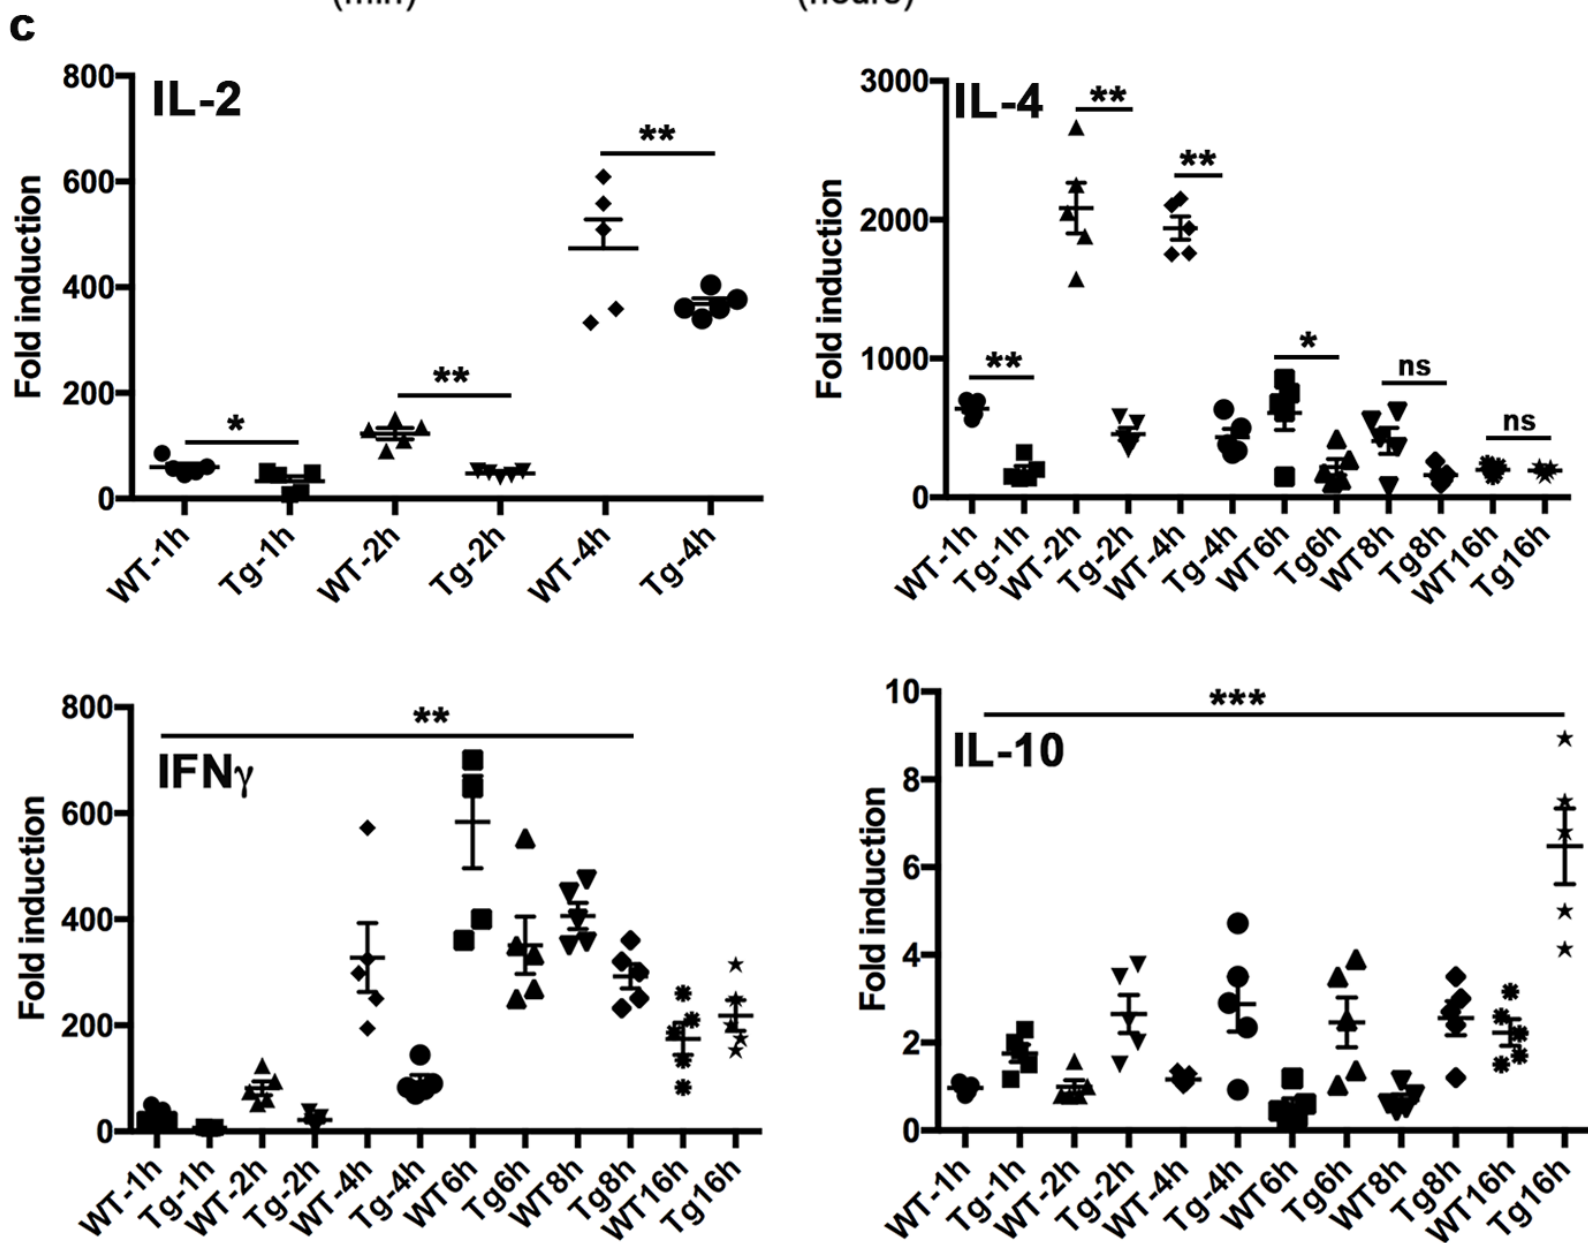 (min) (hours)
C
IL-2
800
600
400
200
0
Fold induction
*
**
**
WT-1h
Tg-1h
WT-2h
Tg-2h
WT-4h
Tg-4h
IL-4
3000
2000
1000
0
Fold induction
**
**
**
*
ns
ns
WT-1h
Tg-1h
WT-2h
Tg-2h
WT-4h
Tg-4h
WT6h
Tg6h
WT8h
Tg8h
WT16h
Tg16h
IFNγ
800
600
400
200
0
Fold induction
**
WT-1h
Tg-1h
WT-2h
Tg-2h
WT-4h
Tg-4h
WT6h
Tg6h
WT8h
Tg8h
WT16h
Tg16h
IL-10
10
8
6
4
2
0
Fold induction
***
WT-1h
Tg-1h
WT-2h
Tg-2h
WT-4h
Tg-4h
WT6h
Tg6h
WT8h
Tg8h
WT16h
Tg16h